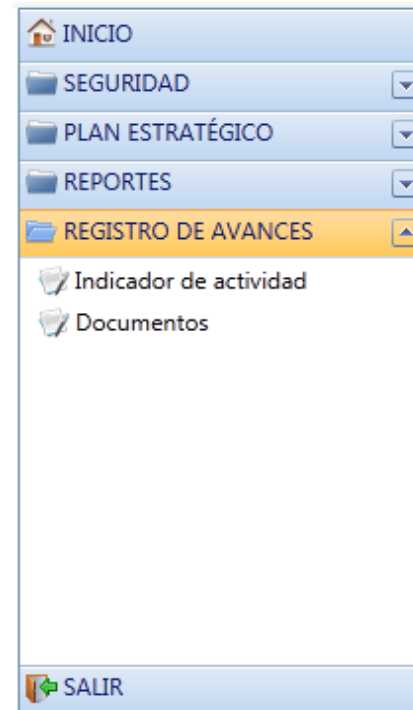 INICIO
SEGURIDAD
PLAN ESTRATÉGICO
REPORTES
REGISTRO DE AVANCES
Indicador de actividad
Documentos
SALIR